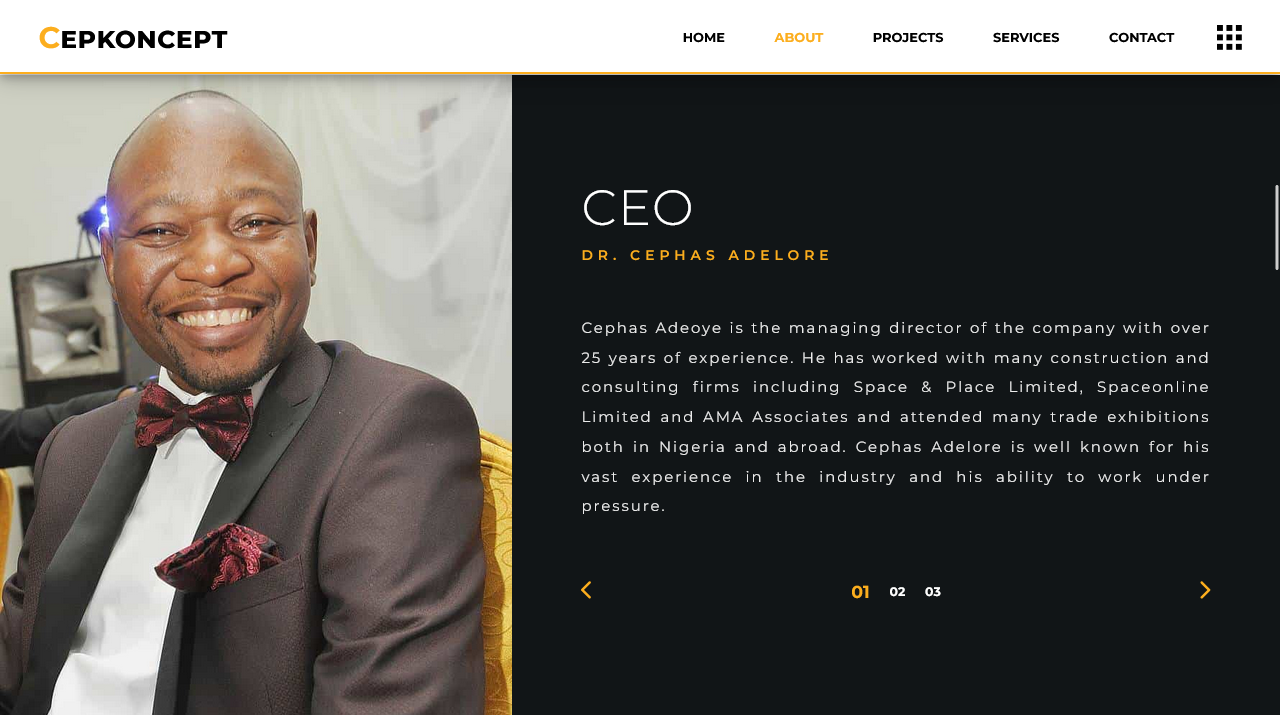 CEPKONCEPT
HOME ABOUT PROJECTS SERVICES CONTACT
CEO
DR. CEPHAS ADELORE
Cephas Adeoye is the managing director of the company with over
25 years of experience. He has worked with many construction and
consulting firms including Space & Place Limited, Spaceonline
Limited and AMA Associates and attended many trade exhibitions
both in Nigeria and abroad. Cephas Adelore is well known for his
vast experience in the industry and his ability to work under
pressure.
01 02 03